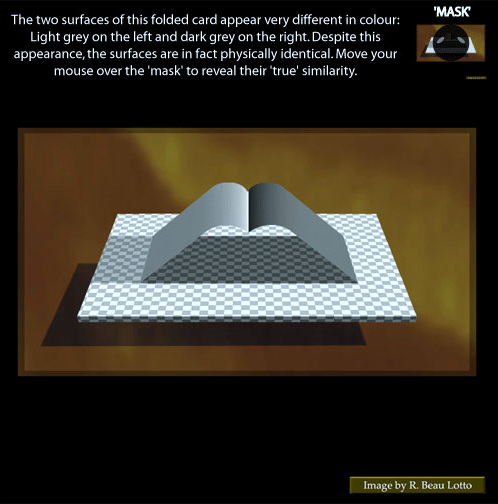 The two surfaces of this folded card appear very different in colour:
Light grey on the left and dark grey on the right. Despite this
appearance, the surfaces are in fact physically identical. Move your
mouse over the 'mask' to reveal their 'true' similarity.
'MASK'
Image by R. Beau Lotto